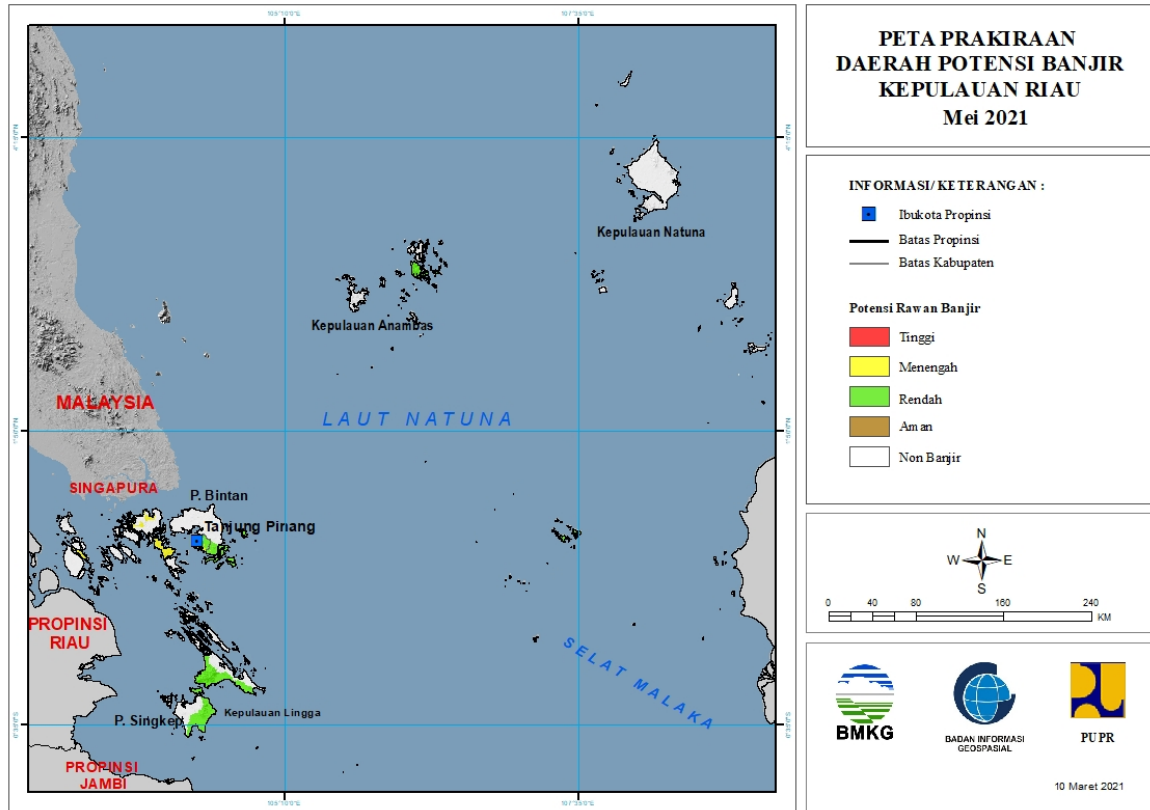 PETA PRAKIRAAN
DAERAH POTENSI BANJIR
KEPULAUAN RIAU
Mei 2021
INFORMASI/ KETERANGAN :
Ibukota Propinsi
Batas Propinsi
Batas Kabupaten
Potensi Rawan Banjir
Tinggi
Menengah
Rendah
Aman
Non Banjir
N
W E
S
0 40 80 160 240
KM
BMKG
BADAN INFORMASI
GEOSPASIAL
PUPR
10 Maret 2021
Kepulauan Natuna
Kepulauan Anambas
MALAYSIA
LAUT NATUNA
SINGAPURA
P. Bintan
Tanjung Pinang
PROPINSI
RIAU
SELAT MALAKA
P. Singkep
Kepulauan Lingga
PROPINSI
JAMBI